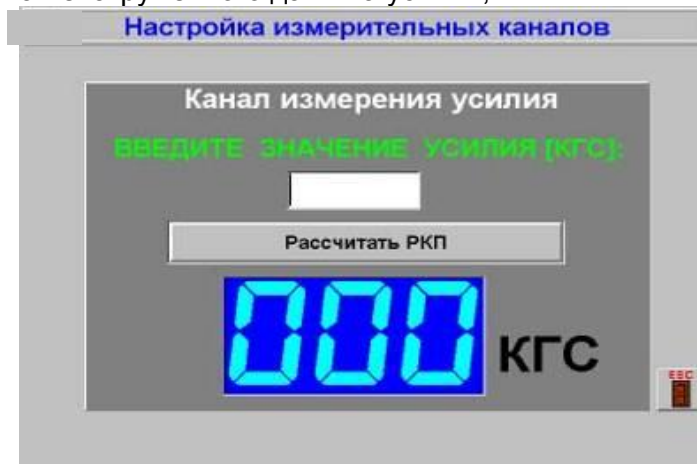 Настройка измерительных каналов
Канал измерения усилия
ВВЕДИТЕ ЗНАЧЕНИЕ УСИЛИЯ [КГС]:
Рассчитать РКП
000 КГС